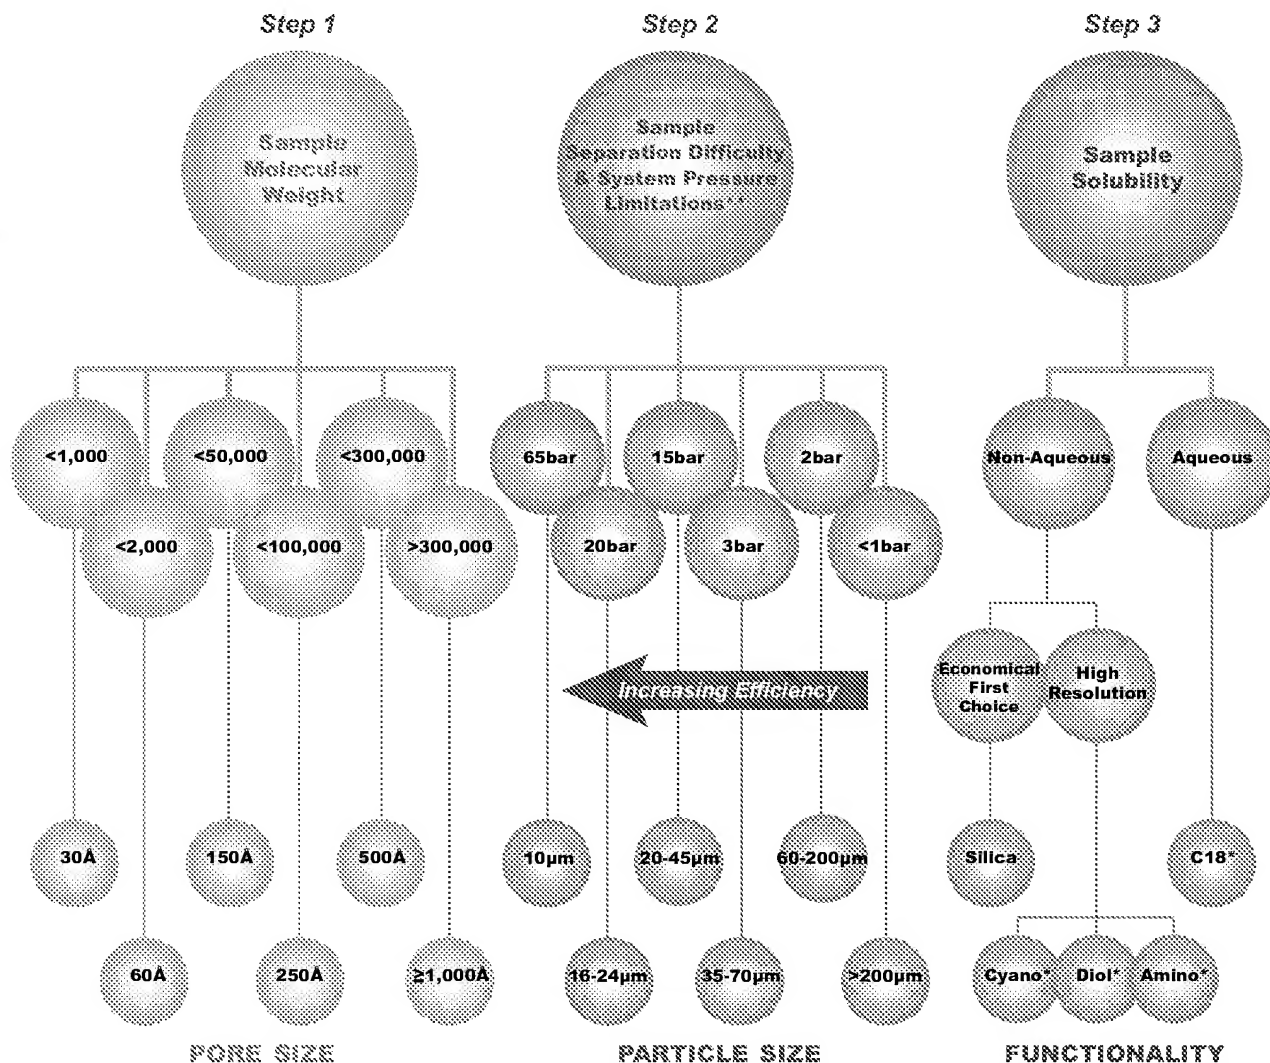 Step 1
Step 2
Step 3
Sample
Molecular
Weight
Sample
Separation Difficulty
& System Pressure
Limitations**
Sample
Solubility
<1,000
<50,000
<300,000
<2,000
<100,000
>300,000
65bar
15bar
2bar
20bar
3bar
<1bar
Non-Aqueous
Aqueous
Increasing Efficiency
Economical
First
Choice
High
Resolution
30Å
150Å
500Å
10µm
20-45µm
60-200µm
Silica
C18*
60Å
250Å
≥1,000Å
16-24µm
35-70µm
>200µm
Cyano*
Diol*
Amino*
PORE SIZE
PARTICLE SIZE
FUNCTIONALITY